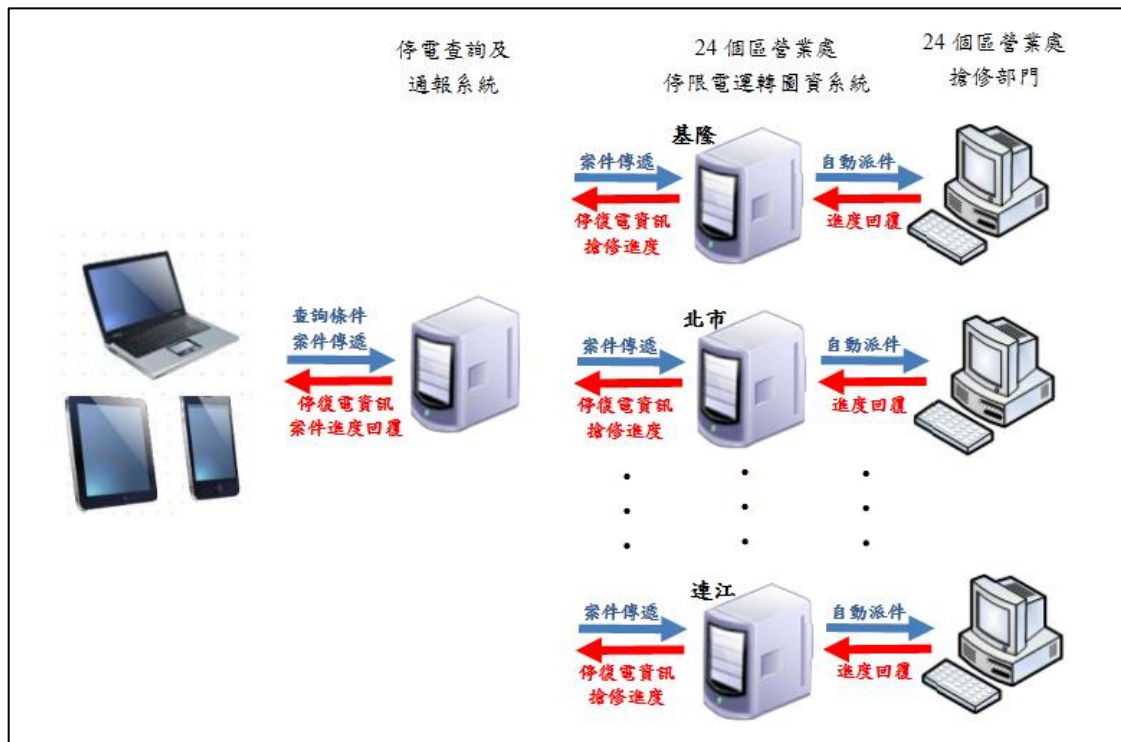 停電查詢及
通報系統
24 個區營業處
停限電運轉圖資系統
24 個區營業處
搶修部門
基隆
案件傳遞
停復電資訊
搶修進度
自動派件
進度回覆
查詢條件
案件傳遞
停復電資訊
案件進度回覆
北市
案件傳遞
停復電資訊
搶修進度
自動派件
進度回覆
連江
案件傳遞
停復電資訊
搶修進度
自動派件
進度回覆